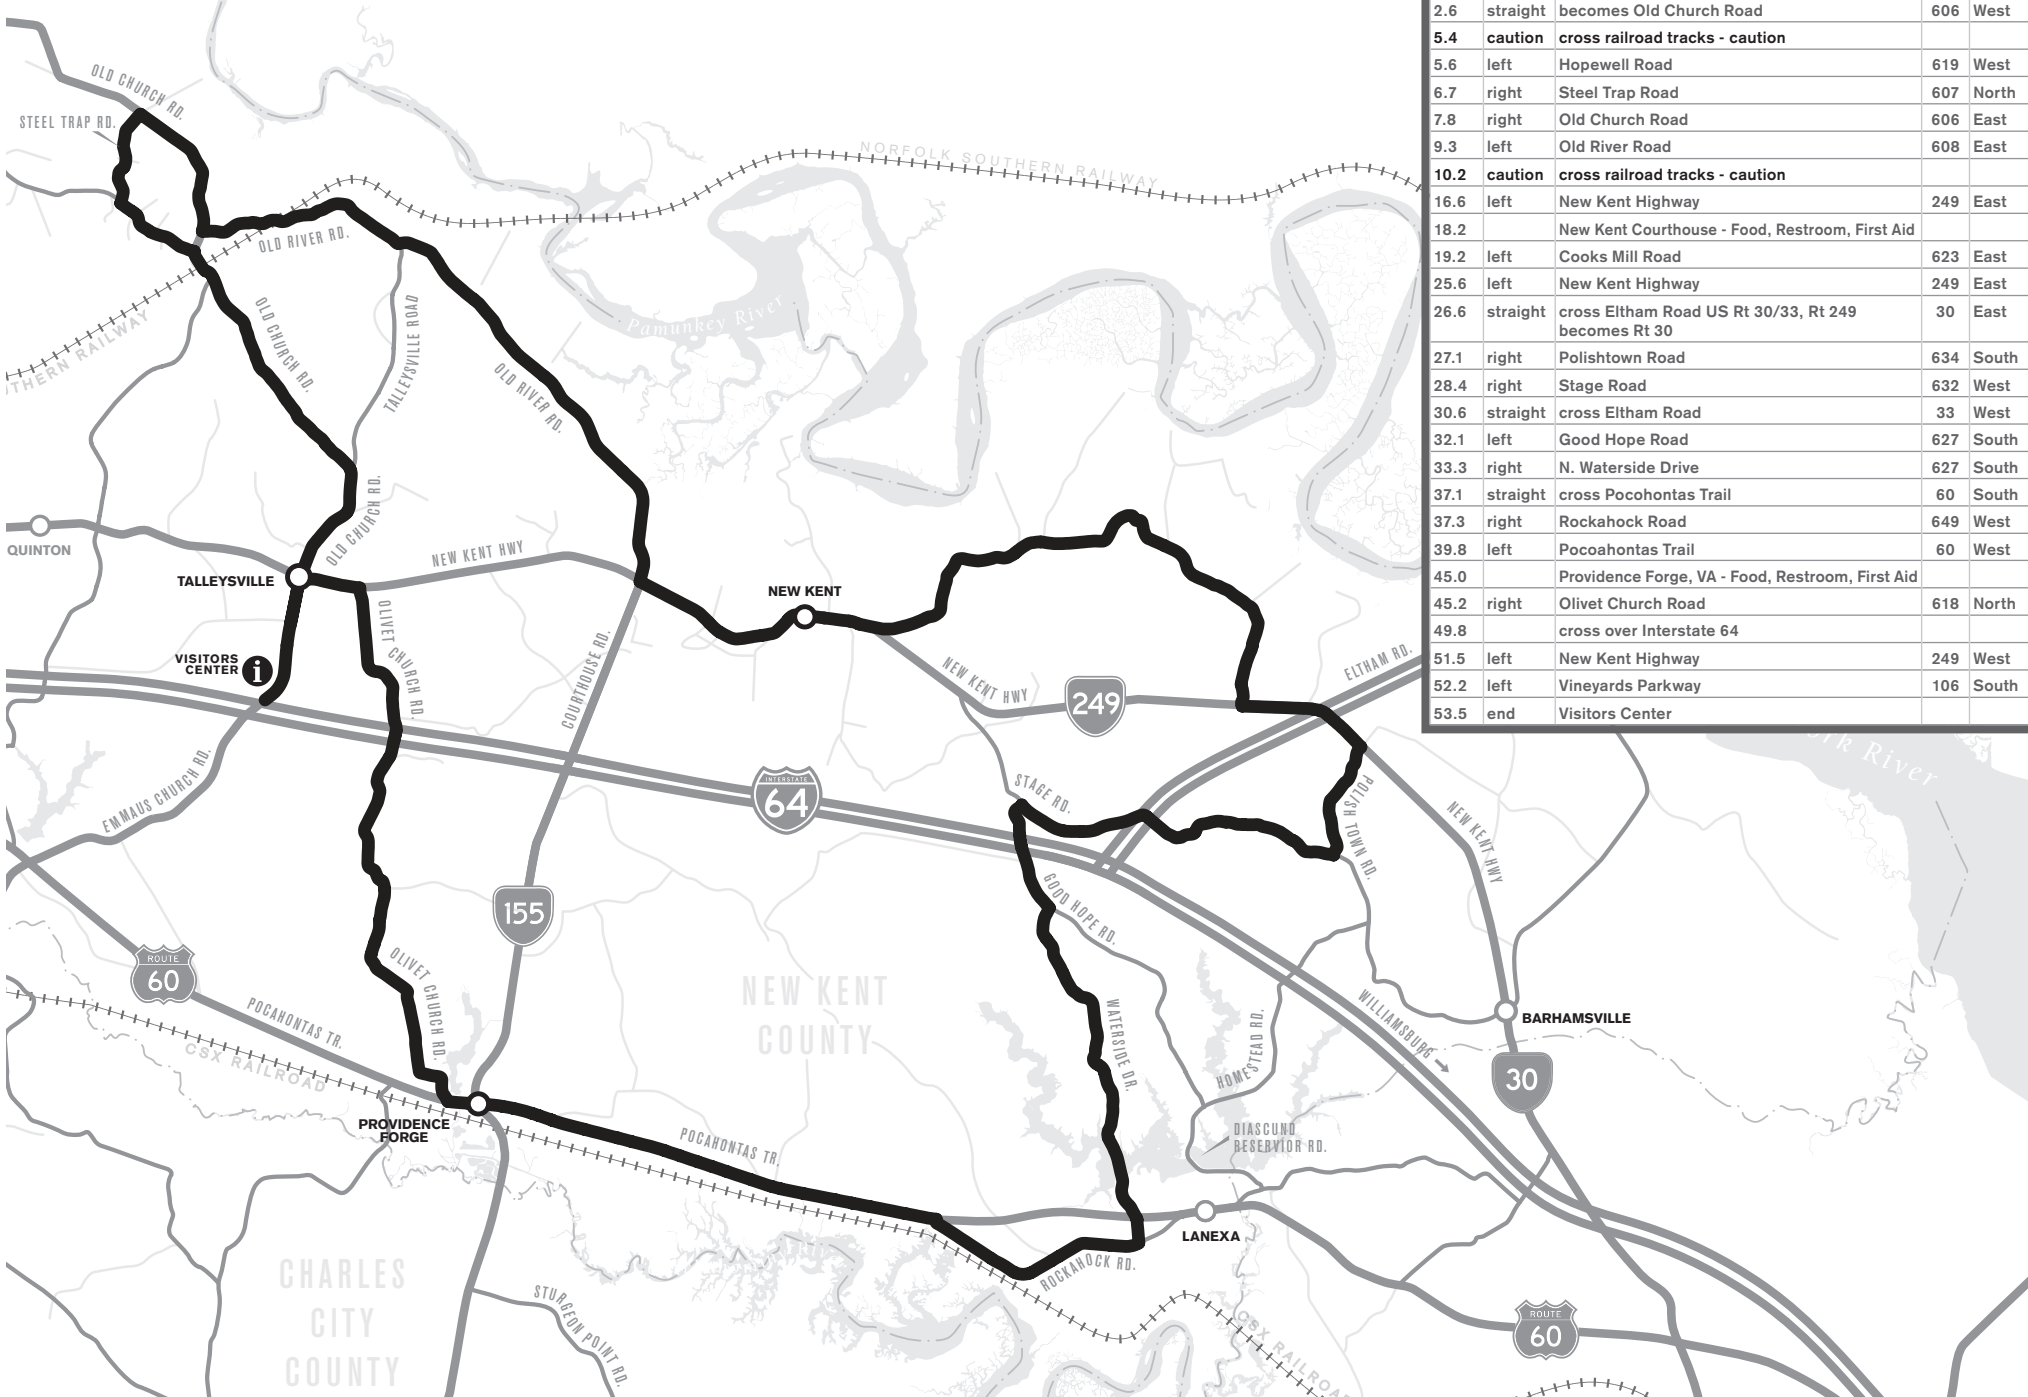 2.6 straight becomes Old Church Road 606 West
5.4 caution cross railroad tracks - caution
5.6 left Hopewell Road 619 West
6.7 right Steel Trap Road 607 North
7.8 right Old Church Road 606 East
9.3 left Old River Road 608 East
10.2 caution cross railroad tracks - caution
16.6 left New Kent Highway 249 East
18.2 New Kent Courthouse - Food, Restroom, First Aid
19.2 left Cooks Mill Road 623 East
25.6 left New Kent Highway 249 East
26.6 straight cross Eltham Road US Rt 30/33, Rt 249 30 East
becomes Rt 30
27.1 right Polishtown Road 634 South
28.4 right Stage Road 632 West
30.6 straight cross Eltham Road 33 West
32.1 left Good Hope Road 627 South
33.3 right N. Waterside Drive 627 South
37.1 straight cross Pocohontas Trail 60 South
37.3 right Rockahock Road 649 West
39.8 left Pocoahontas Trail 60 West
45.0 Providence Forge, VA - Food, Restroom, First Aid
45.2 right Olivet Church Road 618 North
49.8 cross over Interstate 64
51.5 left New Kent Highway 249 West
52.2 left Vineyards Parkway 106 South
53.5 end Visitors Center
OLD CHURCH RD.
STEEL TRAP RD.
NORFOLK SOUTHERN RAILWAY
OLD RIVER RD.
THERN RAILWAY
OLD CHURCH RD.
TALLEYSVILLE ROAD
Pamunkey River
OLD RIVER RD.
OLD CHURCH RD.
QUINTON
NEW KENT HWY
TALLEYSVILLE
NEW KENT
OLIVET CHURCH RD.
VISITORS
CENTER
i
COURTHOUSE RD.
NEW KENT HWY
249
ELTHAM RD.
rk River
EMMAUS CHURCH RD.
INTERSTATE
64
STAGE RD.
POLISH TOWN RD.
NEW KENT HWY
155
GOOD HOPE RD.
ROUTE
60
OLIVET CHURCH RD.
NEW KENT
COUNTY
POCAHONTAS TR.
WATERSIDE DR.
HOMESTEAD RD.
WILLIAMSBURG
BARHAMSVILLE
30
CSX RAILROAD
PROVIDENCE
FORGE
POCAHONTAS TR.
DIASCUND
RESERVIOR RD.
LANEXA
ROCKAHOCK RD.
CHARLES
CITY
COUNTY
STURGEON POINT RD.
CSX RAILROA
ROUTE
60